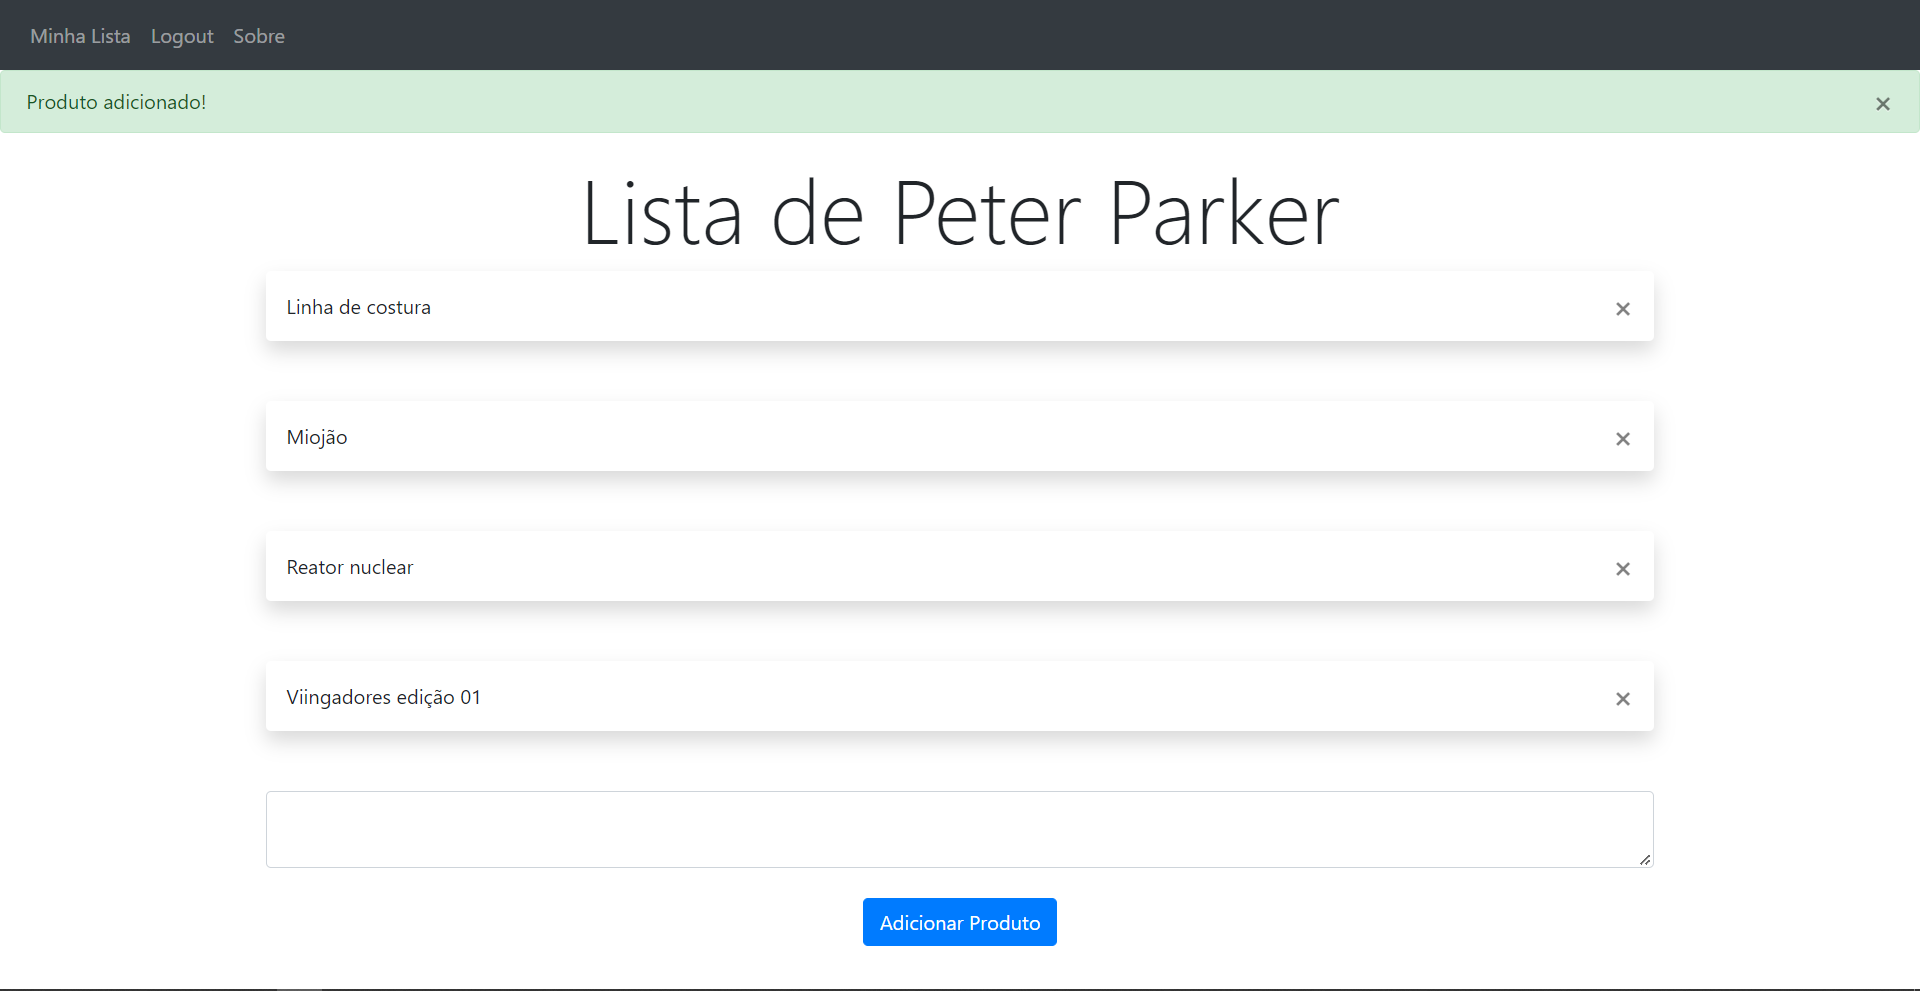 Minha Lista Logout Sobre
Produto adicionado! ×
Lista de Peter Parker
Linha de costura ×
Miojão ×
Reator nuclear ×
Viingadores edição 01 ×
Adicionar Produto